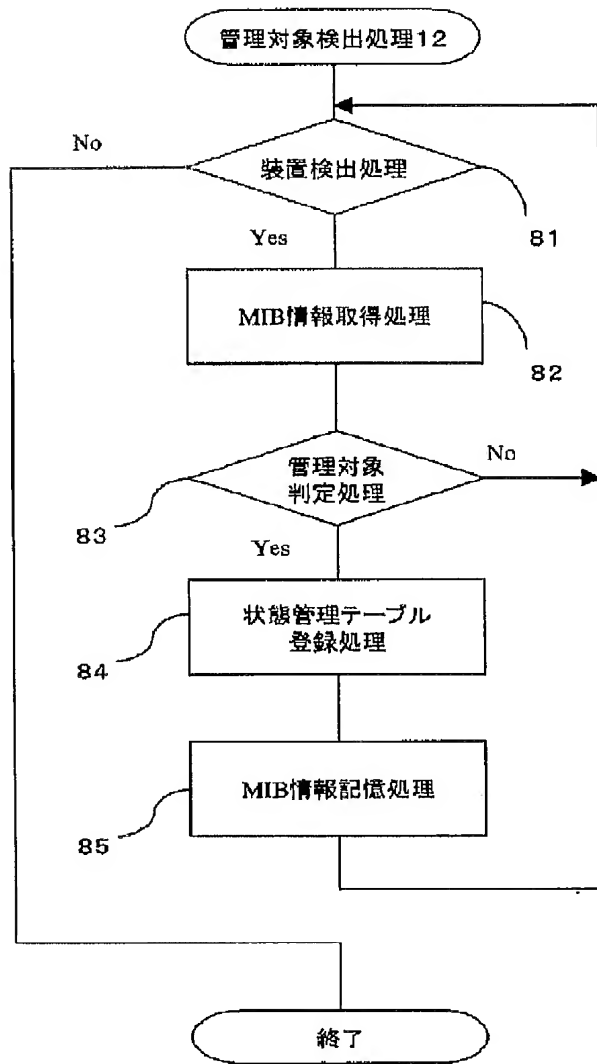 管理対象検出処理12
No
装置検出処理
81
Yes
MIB情報取得処理
82
管理対象
判定処理
No
83
Yes
状態管理テーブル
登録処理
84
MIB情報記憶処理
85
終了